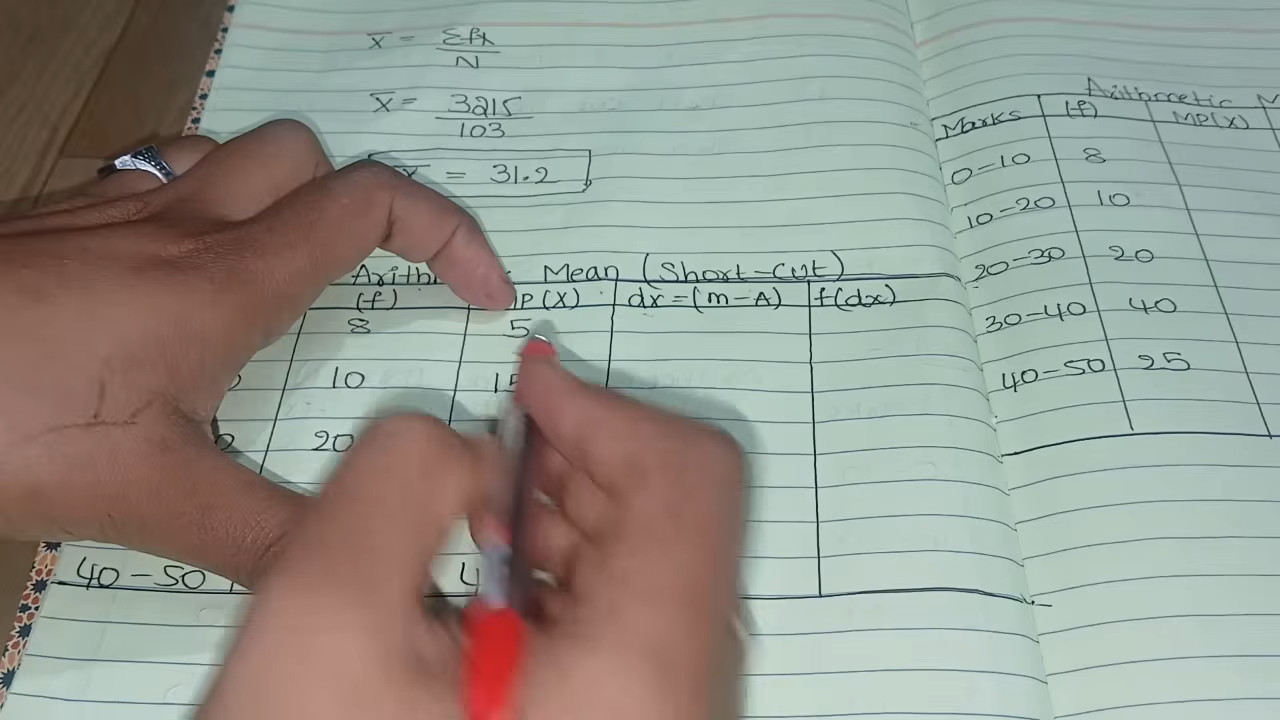 x̄ = Σfx
N
x̄ = 3215
103
= 31.2
Mean (Short-Cut)
(f) P(X) dx=(m-A) f(dx)
8 5
10 15
20
40-50
Arithmetic
Marks (f) MP(X)
0-10 8
10-20 10
20-30 20
30-40 40
40-50 25